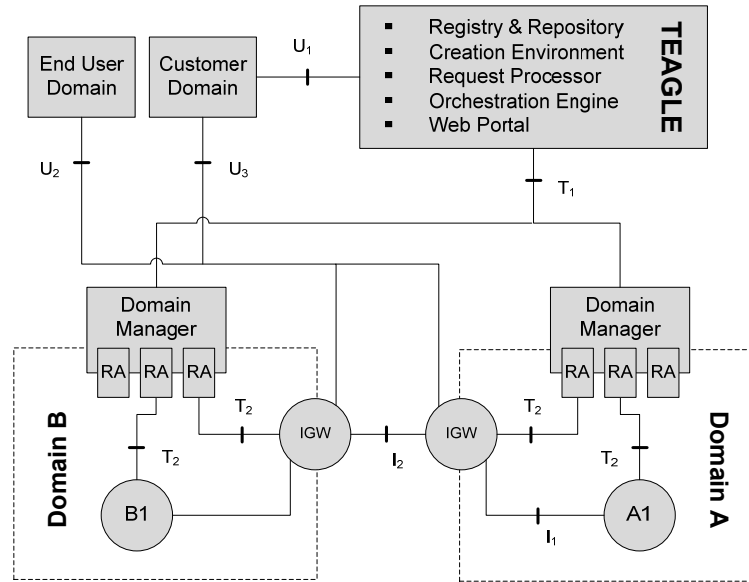 End User
Domain
Customer
Domain
U₁
▪ Registry & Repository
▪ Creation Environment
▪ Request Processor
▪ Orchestration Engine
▪ Web Portal
TEAGLE
U₂
U₃
T₁
Domain
Manager
RA
RA
RA
Domain
Manager
RA
RA
RA
Domain B
T₂
T₂
IGW
I₂
IGW
T₂
T₂
Domain A
B1
A1
I₁